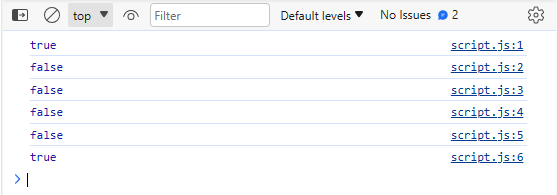 top Filter Default levels No Issues 2
true script.js:1
false script.js:2
false script.js:3
false script.js:4
false script.js:5
true script.js:6
>